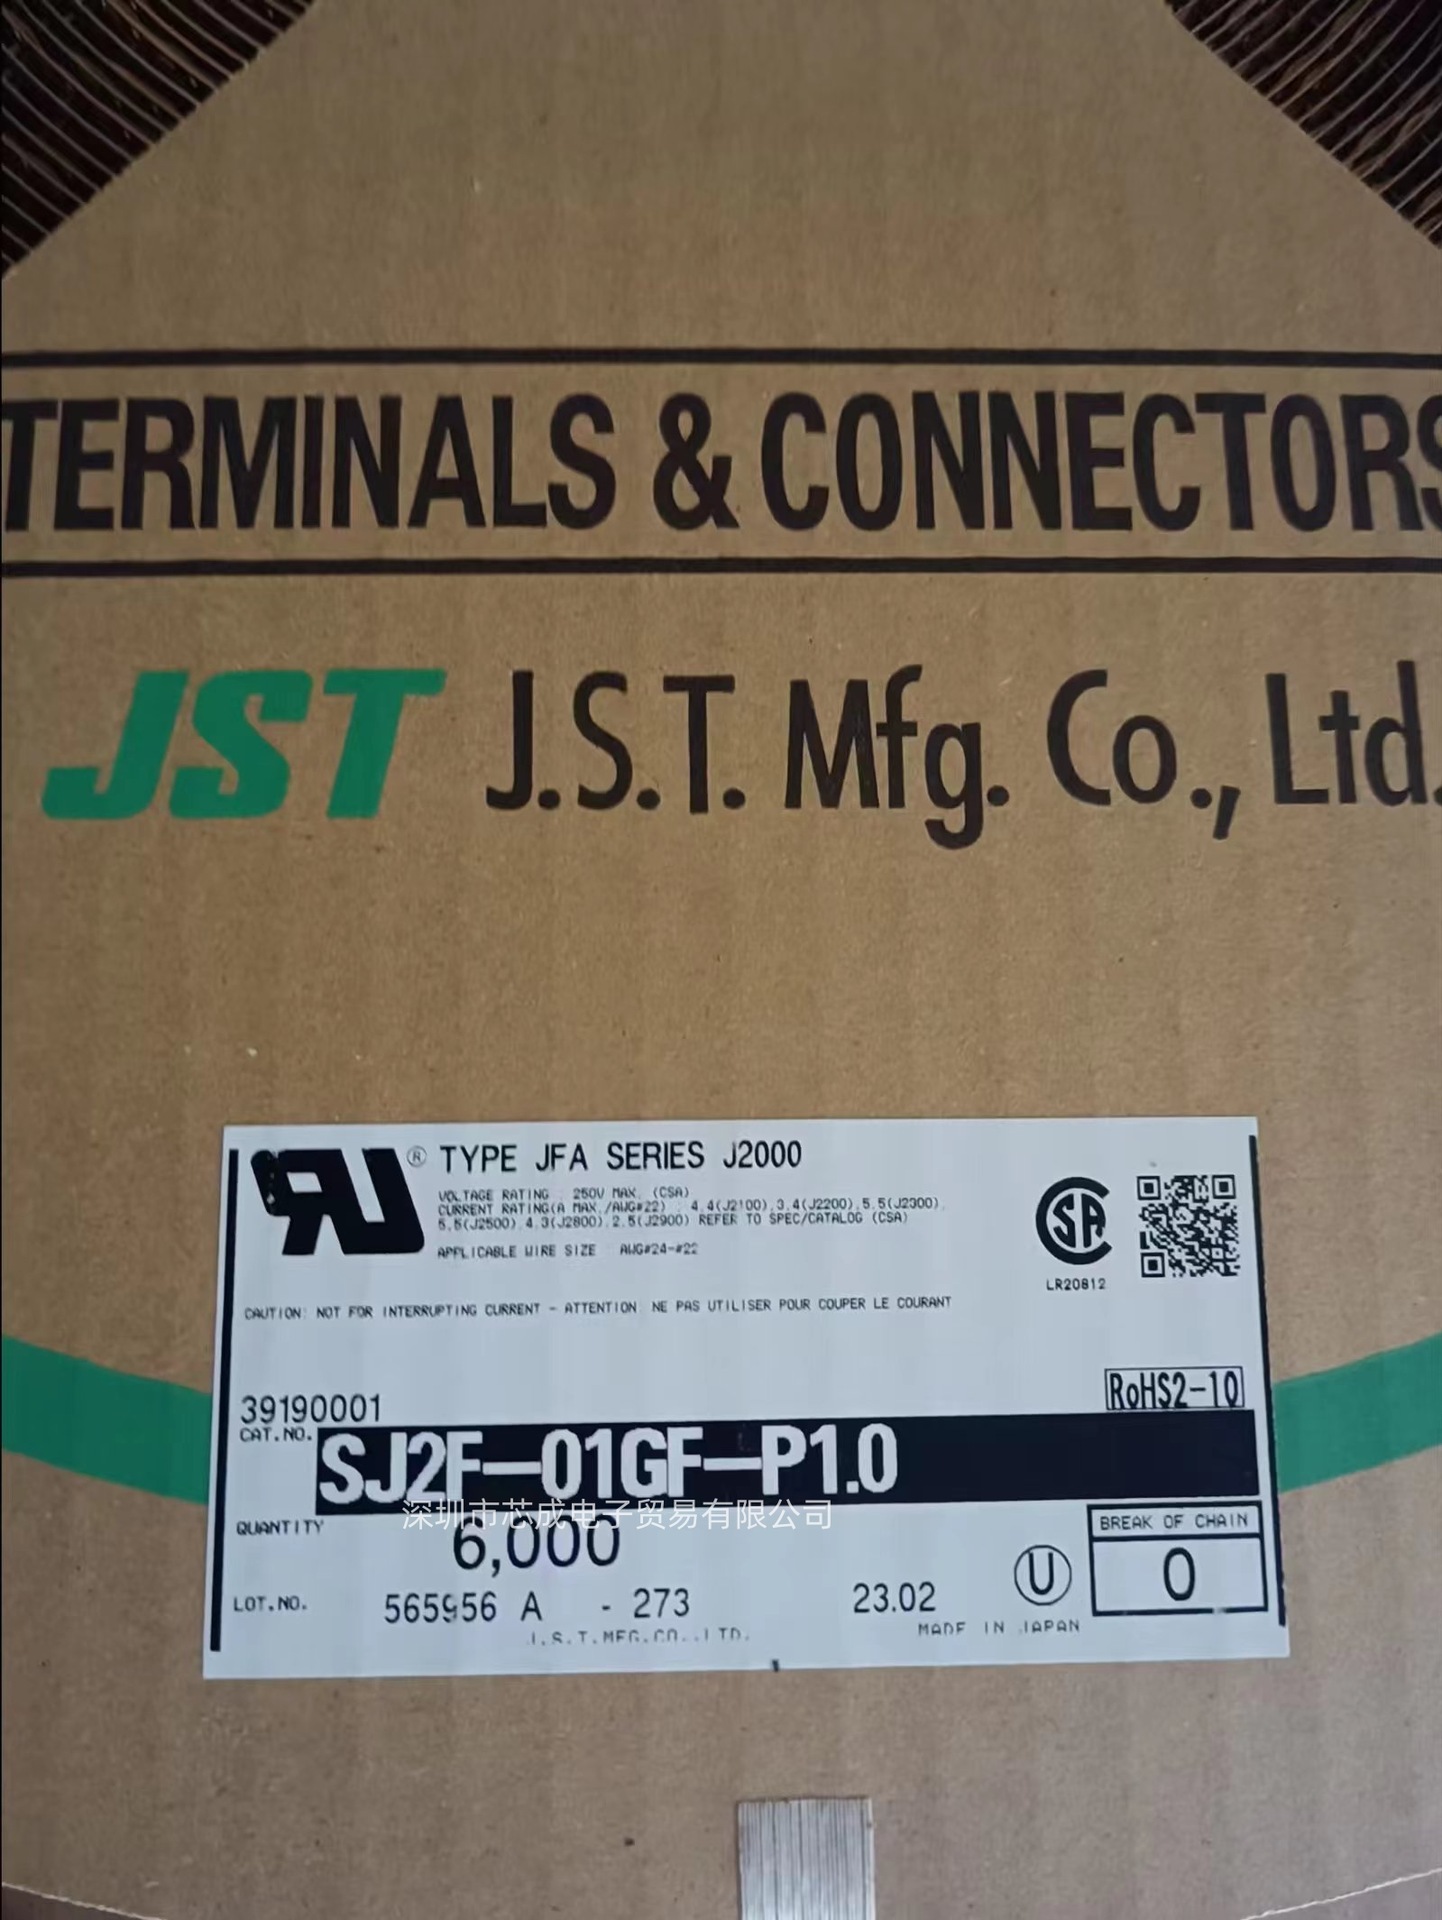 TERMINALS & CONNECTORS
JST J.S.T. Mfg. Co., Ltd.
® TYPE JFA SERIES J2000
VOLTAGE RATING : 250V MAX. (CSA)
CURRENT RATING(A MAX./AWG#22) : 4.4(J2100).3.4(J2200).5.5(J2300).
5.5(J2500).4.3(J2800).2.5(J2900) REFER TO SPEC/CATALOG (CSA)
APPLICABLE WIRE SIZE : AWG#24-#22
LR20812
CAUTION: NOT FOR INTERRUPTING CURRENT - ATTENTION: NE PAS UTILISER POUR COUPER LE COURANT
39190001
RoHS2-10
CAT.NO. SJ2F-01GF-P1.0
深圳市芯成电子贸易有限公司
QUANTITY 6,000
BREAK OF CHAIN
0
LOT.NO. 565956 A - 273 23.02 U
J.S.T.MFG.CO.,LTD. MADE IN JAPAN